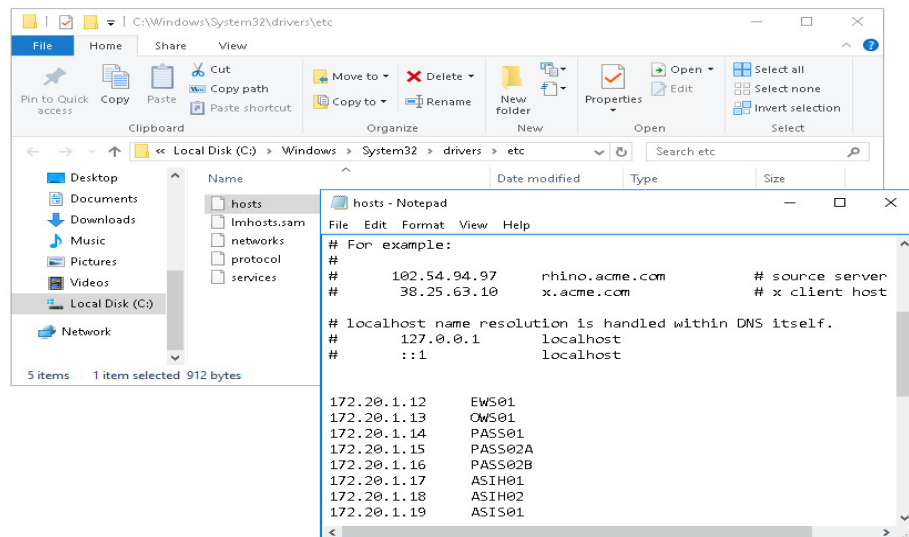 C:\Windows\System32\drivers\etc
File Home Share View
Pin to Quick access
Copy
Paste
Cut
Copy path
Paste shortcut
Move to
Copy to
Delete
Rename
New folder
Properties
Open
Edit
Select all
Select none
Invert selection
Clipboard Organize New Open Select
« Local Disk (C:) > Windows > System32 > drivers > etc
Search etc
Desktop
Documents
Downloads
Music
Pictures
Videos
Local Disk (C:)
Network
Name Date modified Type Size
hosts
lmhosts.sam
networks
protocol
services
5 items 1 item selected 912 bytes
hosts - Notepad
File Edit Format View Help
# For example:
#
# 102.54.94.97 rhino.acme.com # source server
# 38.25.63.10 x.acme.com # x client host
# localhost name resolution is handled within DNS itself.
# 127.0.0.1 localhost
# ::1 localhost
172.20.1.12 EWS01
172.20.1.13 OWS01
172.20.1.14 PASS01
172.20.1.15 PASS02A
172.20.1.16 PASS02B
172.20.1.17 ASIH01
172.20.1.18 ASIH02
172.20.1.19 ASIS01